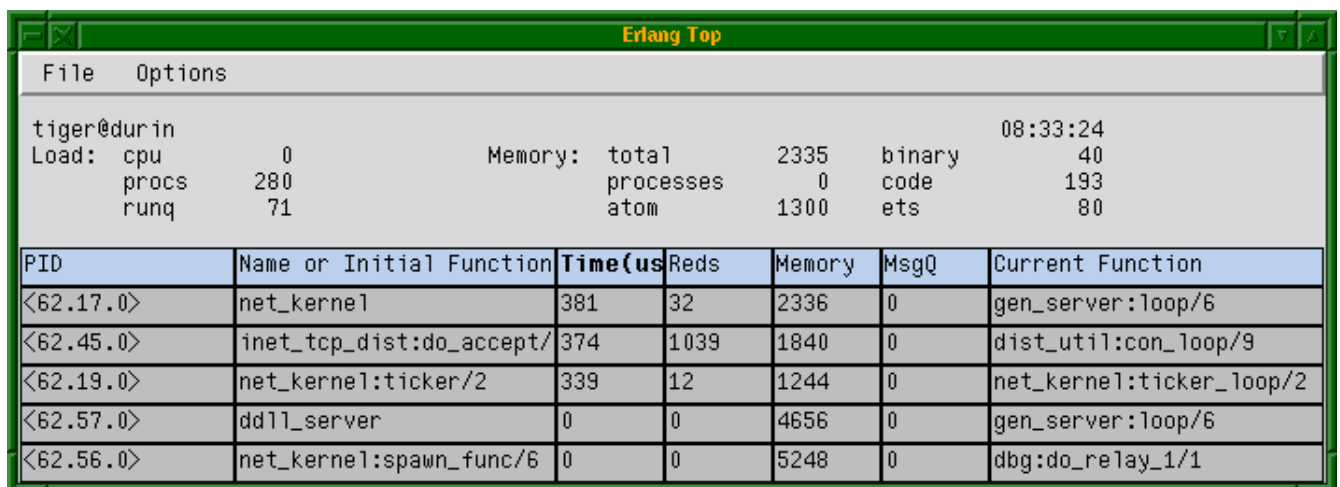 Erlang Top
File Options
tiger@durin 08:33:24
Load: cpu 0 Memory: total 2335 binary 40
procs 280 processes 0 code 193
runq 71 atom 1300 ets 80
PID Name or Initial Function Time(us Reds Memory MsgQ Current Function
<62.17.0> net_kernel 381 32 2336 0 gen_server:loop/6
<62.45.0> inet_tcp_dist:do_accept/ 374 1039 1840 0 dist_util:con_loop/9
<62.19.0> net_kernel:ticker/2 339 12 1244 0 net_kernel:ticker_loop/2
<62.57.0> ddll_server 0 0 4656 0 gen_server:loop/6
<62.56.0> net_kernel:spawn_func/6 0 0 5248 0 dbg:do_relay_1/1